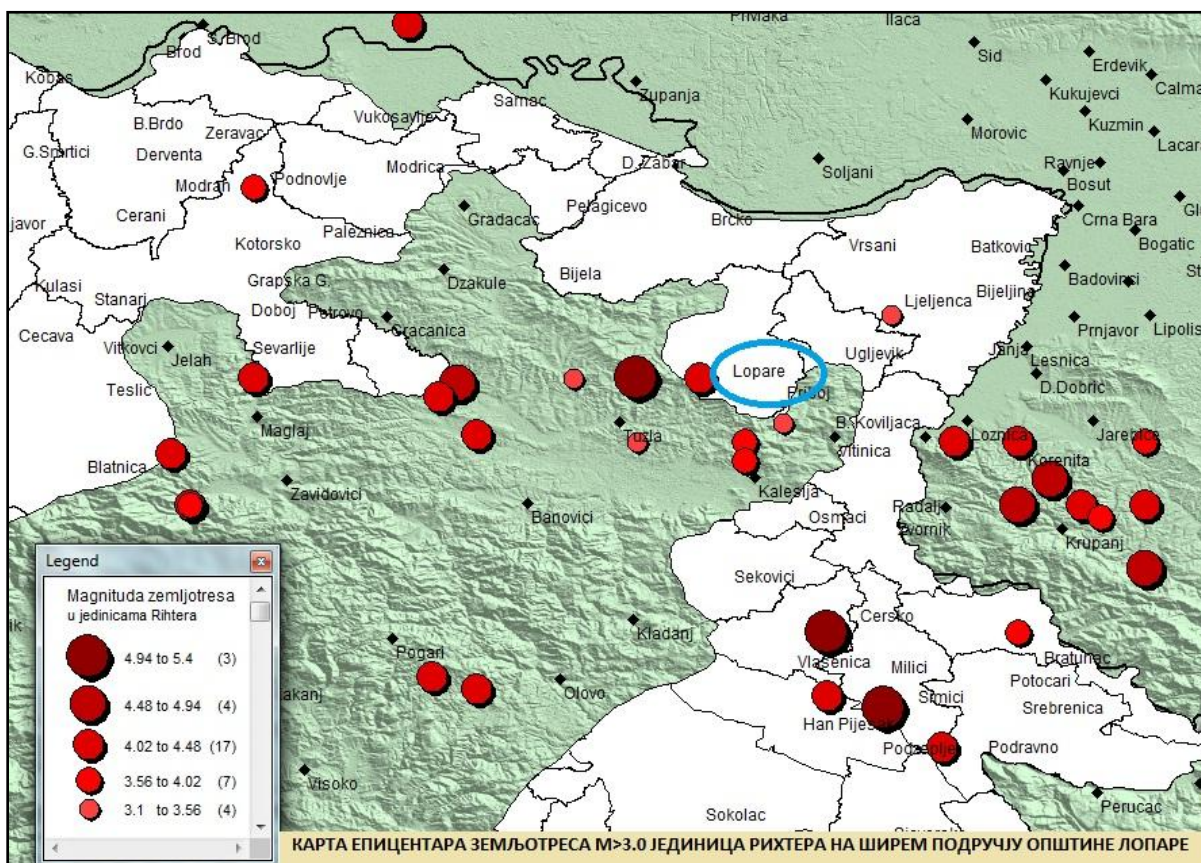 Privlaka
Ilaca
Brod
S. Brod
Sid
Erdevik
Kobas
Calma
Zupanja
Kukujevci
Samac
Vukosavlje
Kuzmin
B.Brdo
Zeravac
Morovic
Lacara
G.Smrtici
Derventa
Modrica
D. Zabar
Soljani
Ravnje
Bosut
Modran
Podnovlje
Cerani
Gradacac
Pelagicevo
Brcko
Crna Bara
Gl
javor
Paleznica
Bogatic
Kotorsko
Vrsani
Batkovic
Dzakule
Bijela
St
Badovinci
Kulasi
Grapska G.
Stanari
Doboj
Petrovo
Ljeljenca
Bijeljina
Cecava
Gracanica
Prnjavor
Lipolis
Vitkovci
Jelah
Sevarlije
Ugljevik
Janja
Lesnica
Lopare
Teslic
Priboj
D.Dobric
Maglaj
Tuzla
B. Koviljaca
Loznica
Jarebice
Vitinica
Korenita
Blatnica
Zavidovici
Kalesija
Banovici
Osmaci
Radalj
Zvornik
Krupanj
Sekovici
Kladanj
Cersko
Pogari
Vlasenica
Milici
Bratunac
Potocari
akanj
Olovo
Simici
Srebrenica
Han Pijesak
Podzeplje
Podravno
Visoko
Perucac
ik
Sokolac
Legend
x
Magnituda zemljotresa
u jedinicama Rihtera
4.94 to 5.4 (3)
4.48 to 4.94 (4)
4.02 to 4.48 (17)
3.56 to 4.02 (7)
3.1 to 3.56 (4)
КАРТА ЕПИЦЕНТАРА ЗЕМЉОТРЕСА М>3.0 ЈЕДИНИЦА РИХТЕРА НА ШИРЕМ ПОДРУЧЈУ ОПШТИНЕ ЛОПАРЕ